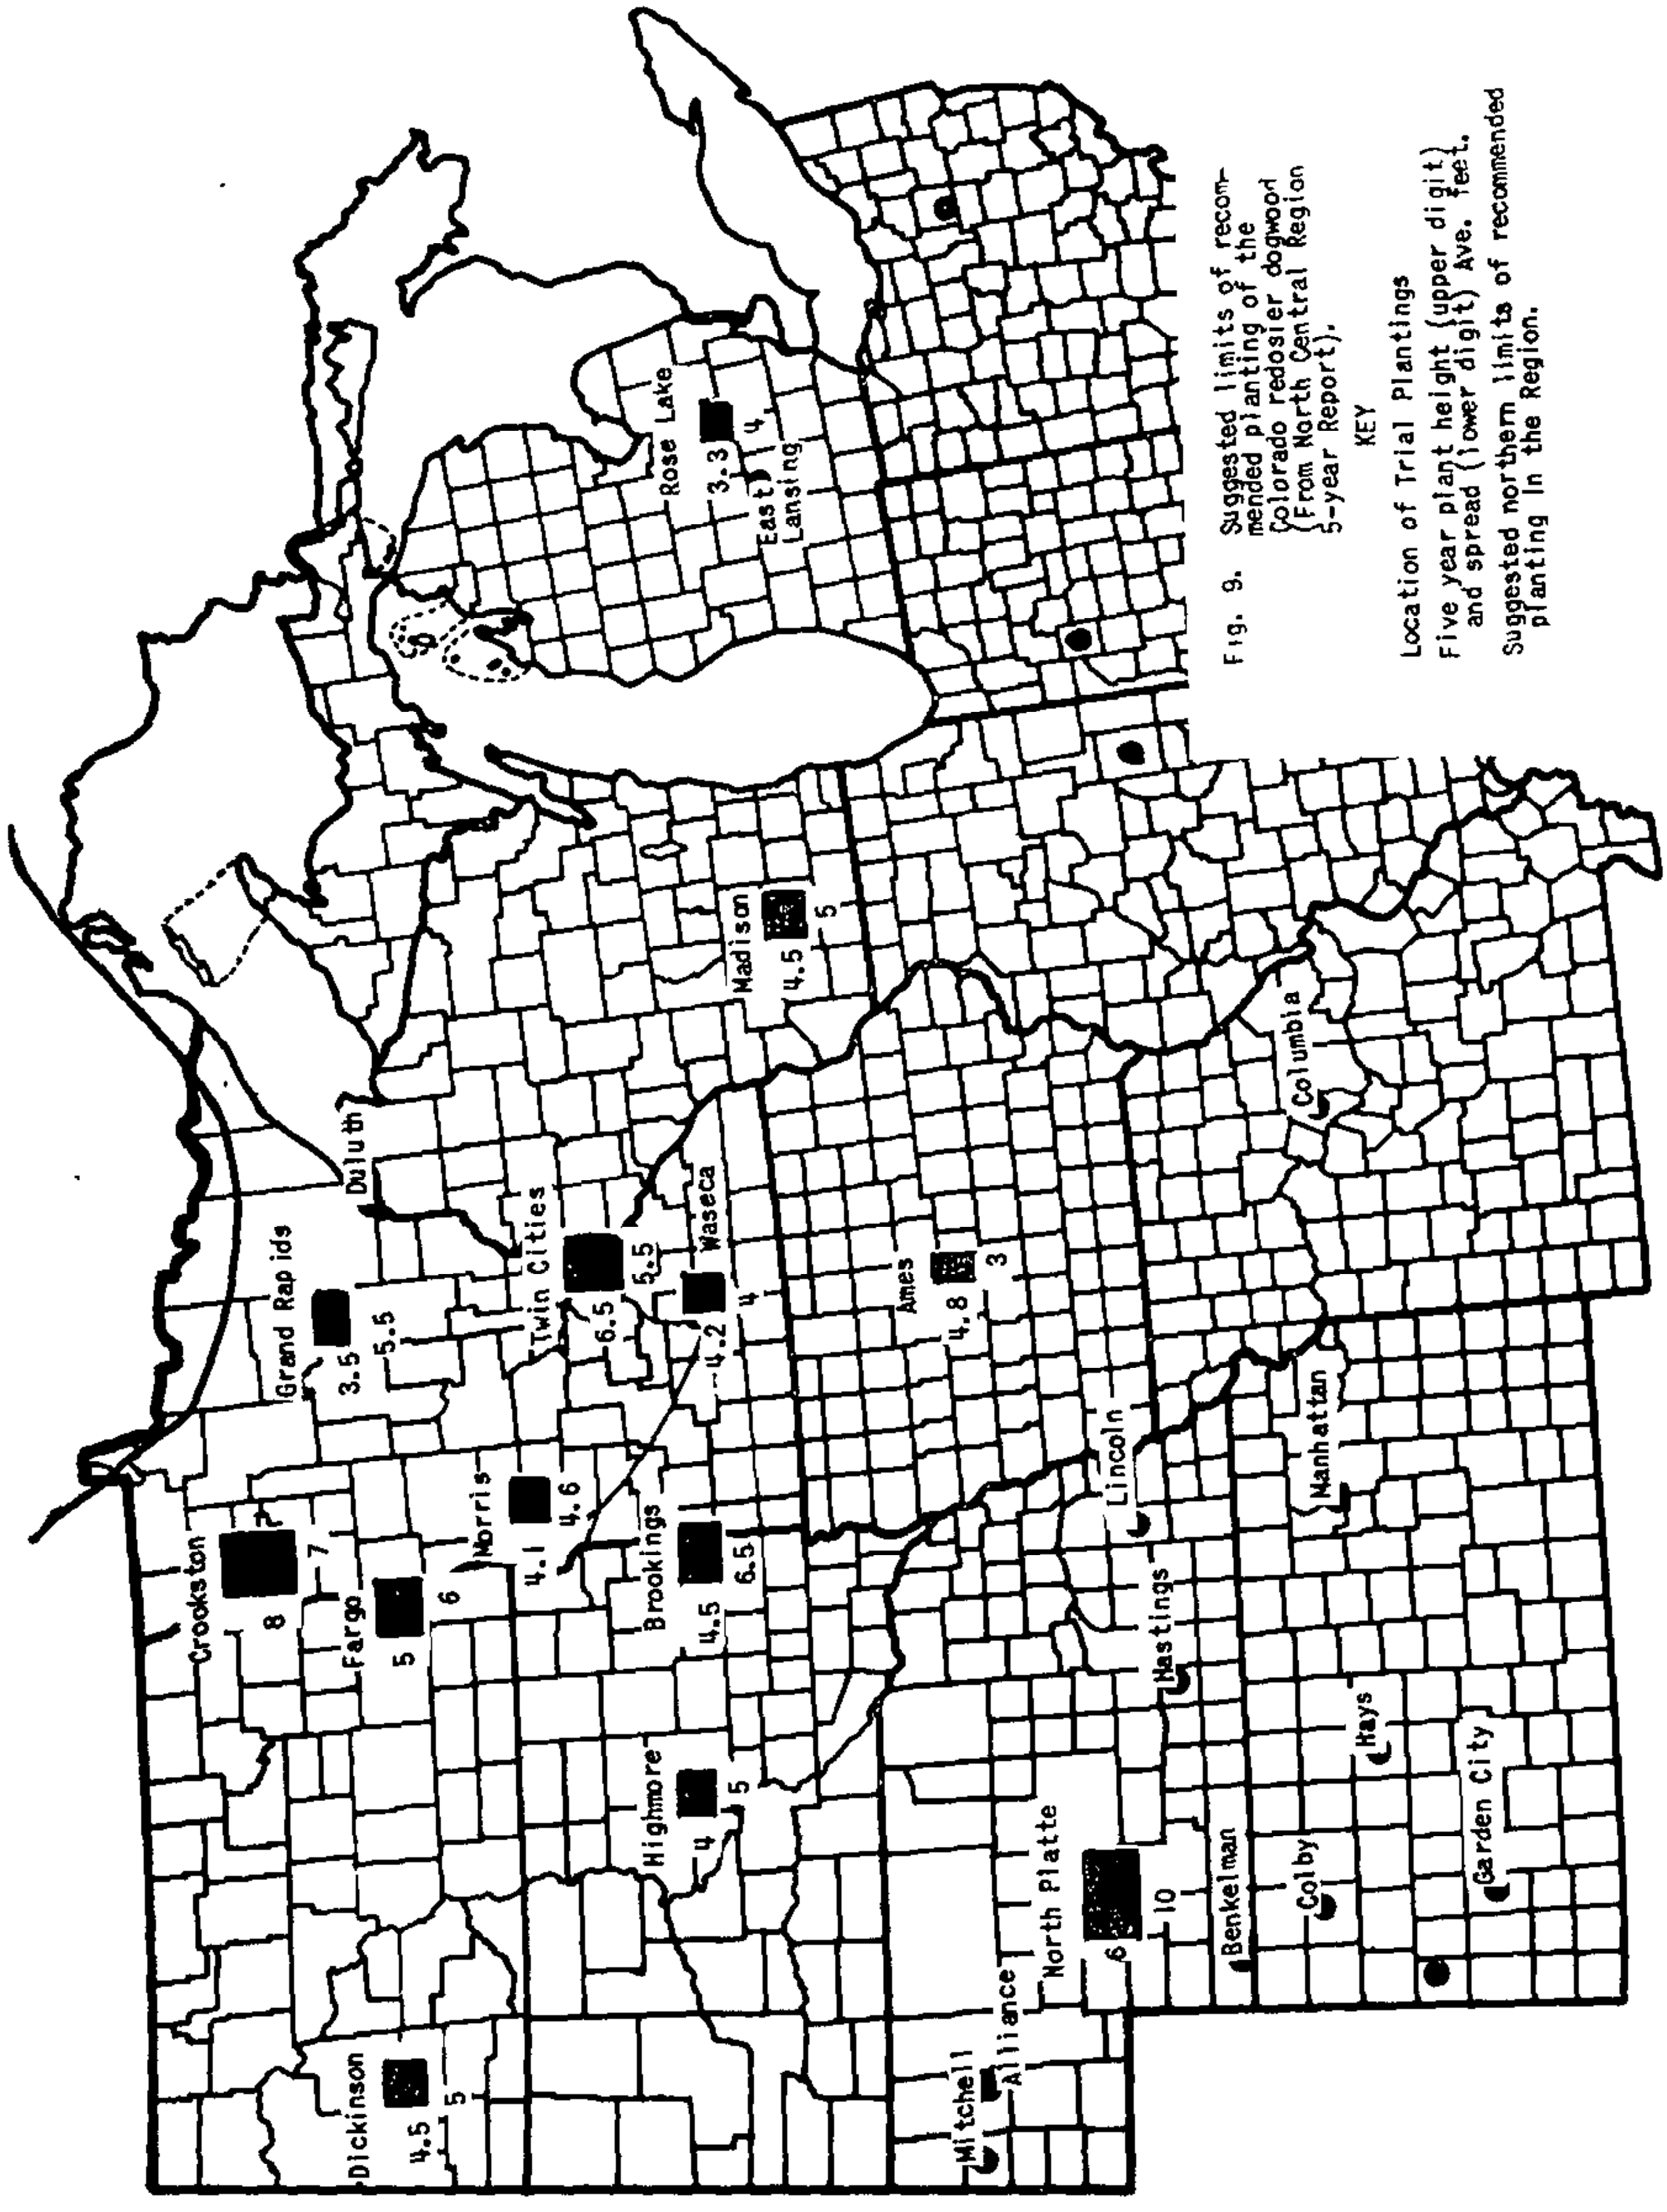 Crookston
8
7
Grand Rapids
3.5
5.5
Duluth
Fargo
5
6
Dickinson
4.5
5
Morris
4.1
4.6
Twin Cities
6.5
5.5
Waseca
4.2
4
Brookings
4.5
6.5
Highmore
4
5
Madison
4.5
5
Rose Lake
3.3
4
East
Lansing
Ames
4.8
3
Mitchell
Alliance
North Platte
6
10
Lincoln
Hastings
Benkelman
Colby
Hays
Manhattan
Garden City
Columbia
Fig. 9. Suggested limits of recom-
mended planting of the
Colorado redosier dogwood
(From North Central Region
5-year Report).
KEY
Location of Trial Plantings
Five year plant height (upper digit)
and spread (lower digit) Ave. feet.
Suggested northern limits of recommended
planting in the Region.